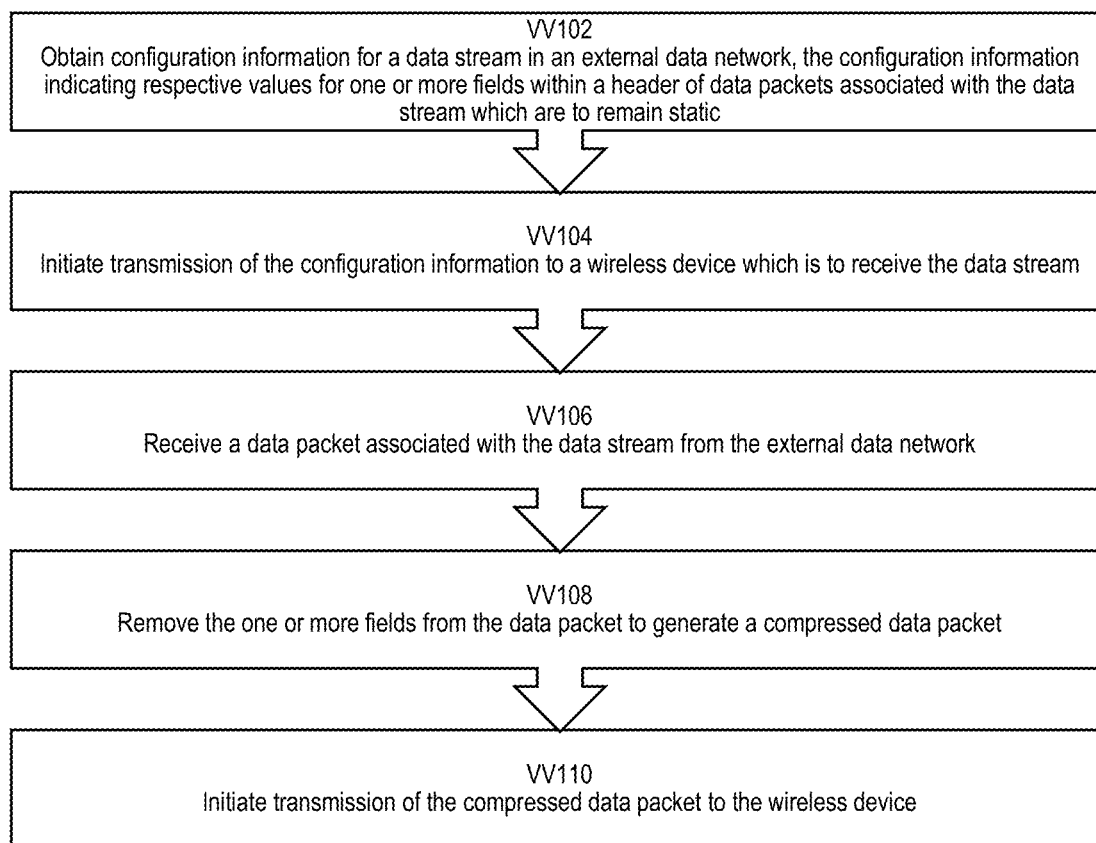 VV102
Obtain configuration information for a data stream in an external data network, the configuration information
indicating respective values for one or more fields within a header of data packets associated with the data
stream which are to remain static
VV104
Initiate transmission of the configuration information to a wireless device which is to receive the data stream
VV106
Receive a data packet associated with the data stream from the external data network
VV108
Remove the one or more fields from the data packet to generate a compressed data packet
VV110
Initiate transmission of the compressed data packet to the wireless device